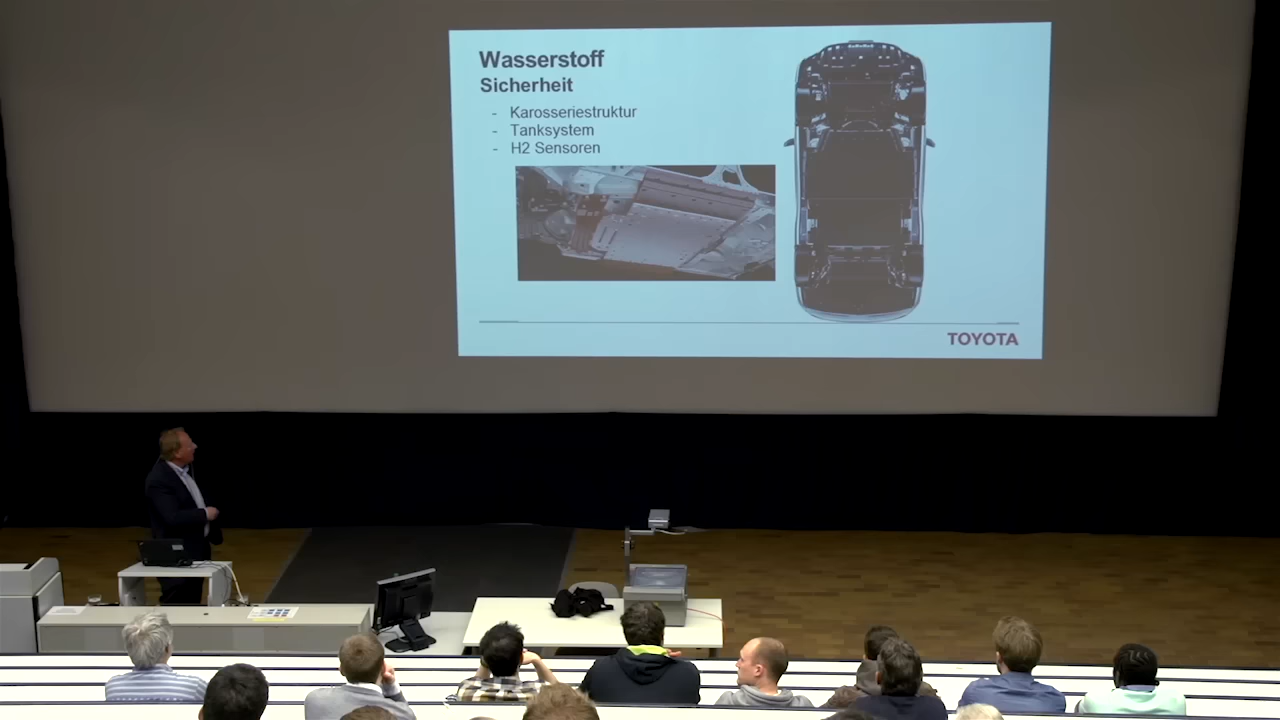 Wasserstoff
Sicherheit
- Karosseriestruktur
- Tanksystem
- H2 Sensoren
TOYOTA